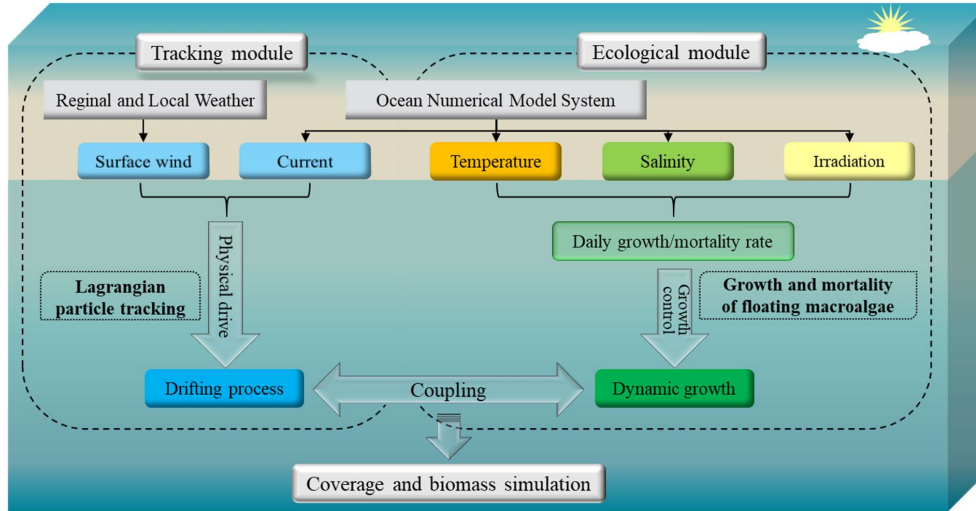 Tracking module
Ecological module
Reginal and Local Weather
Ocean Numerical Model System
Surface wind
Current
Temperature
Salinity
Irradiation
Daily growth/mortality rate
Physical drive
Lagrangian
particle tracking
Growth
control
Growth and mortality
of floating macroalgae
Drifting process
Coupling
Dynamic growth
Coverage and biomass simulation